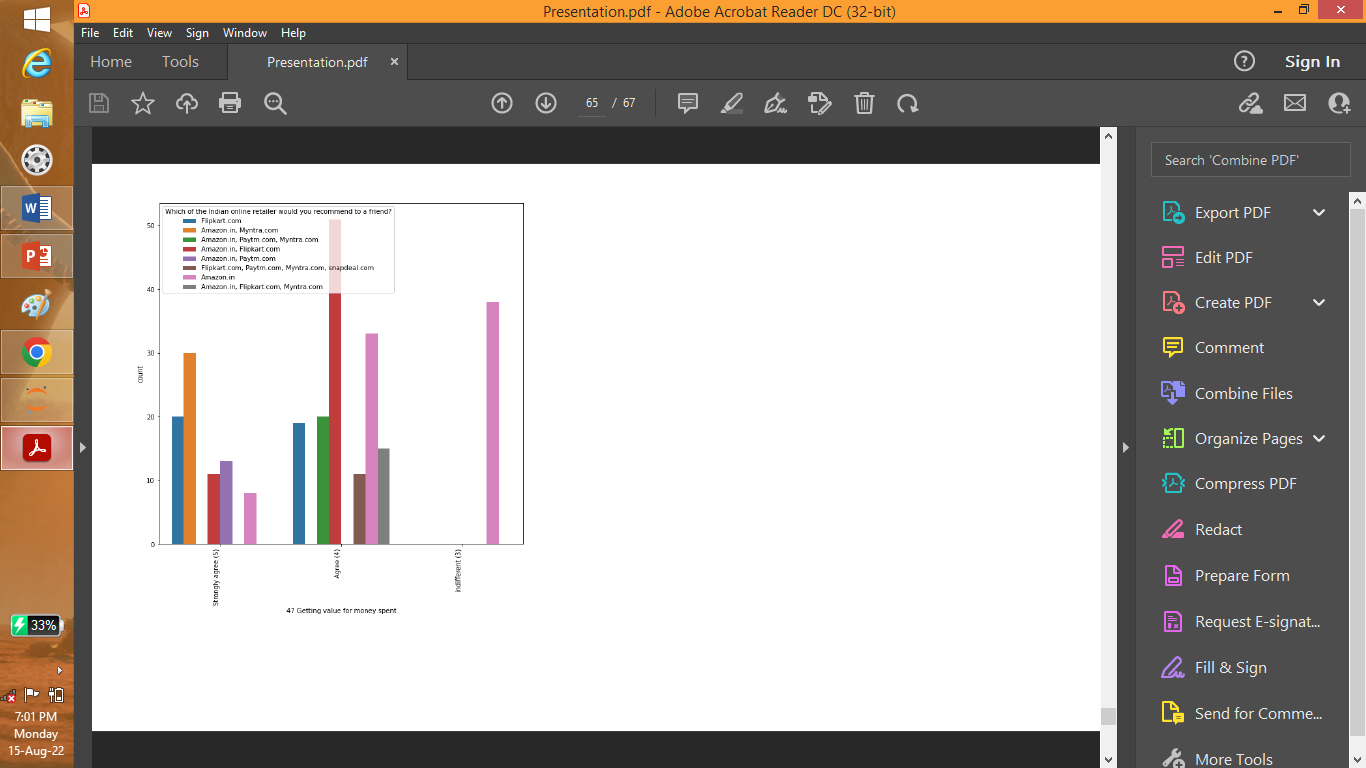 Presentation.pdf - Adobe Acrobat Reader DC (32-bit)
File Edit View Sign Window Help
Home Tools Presentation.pdf × ? Sign In
65 / 67
Search 'Combine PDF'
Export PDF
Edit PDF
Create PDF
Comment
Combine Files
Organize Pages
Compress PDF
Redact
Prepare Form
Request E-signat...
Fill & Sign
Send for Comme...
More Tools
Which of the Indian online retailer would you recommend to a friend?
Flipkart.com
Amazon.in, Myntra.com
Amazon.in, Paytm.com, Myntra.com
Amazon.in, Flipkart.com
Amazon.in, Paytm.com
Flipkart.com, Paytm.com, Myntra.com, snapdeal.com
Amazon.in
Amazon.in, Flipkart.com, Myntra.com
50
40
30
20
10
0
count
Strongly agree (5)
Agree (4)
indifferent (3)
47 Getting value for money spent
33%
7:01 PM
Monday
15-Aug-22